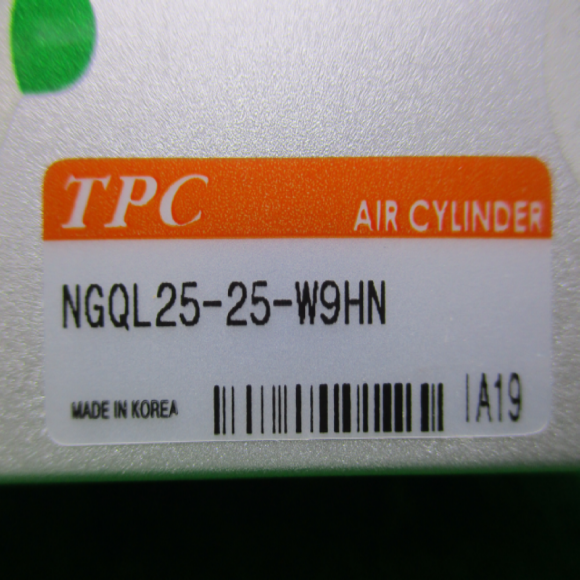 TPC
AIR CYLINDER
NGQL25-25-W9HN
MADE IN KOREA
IA19